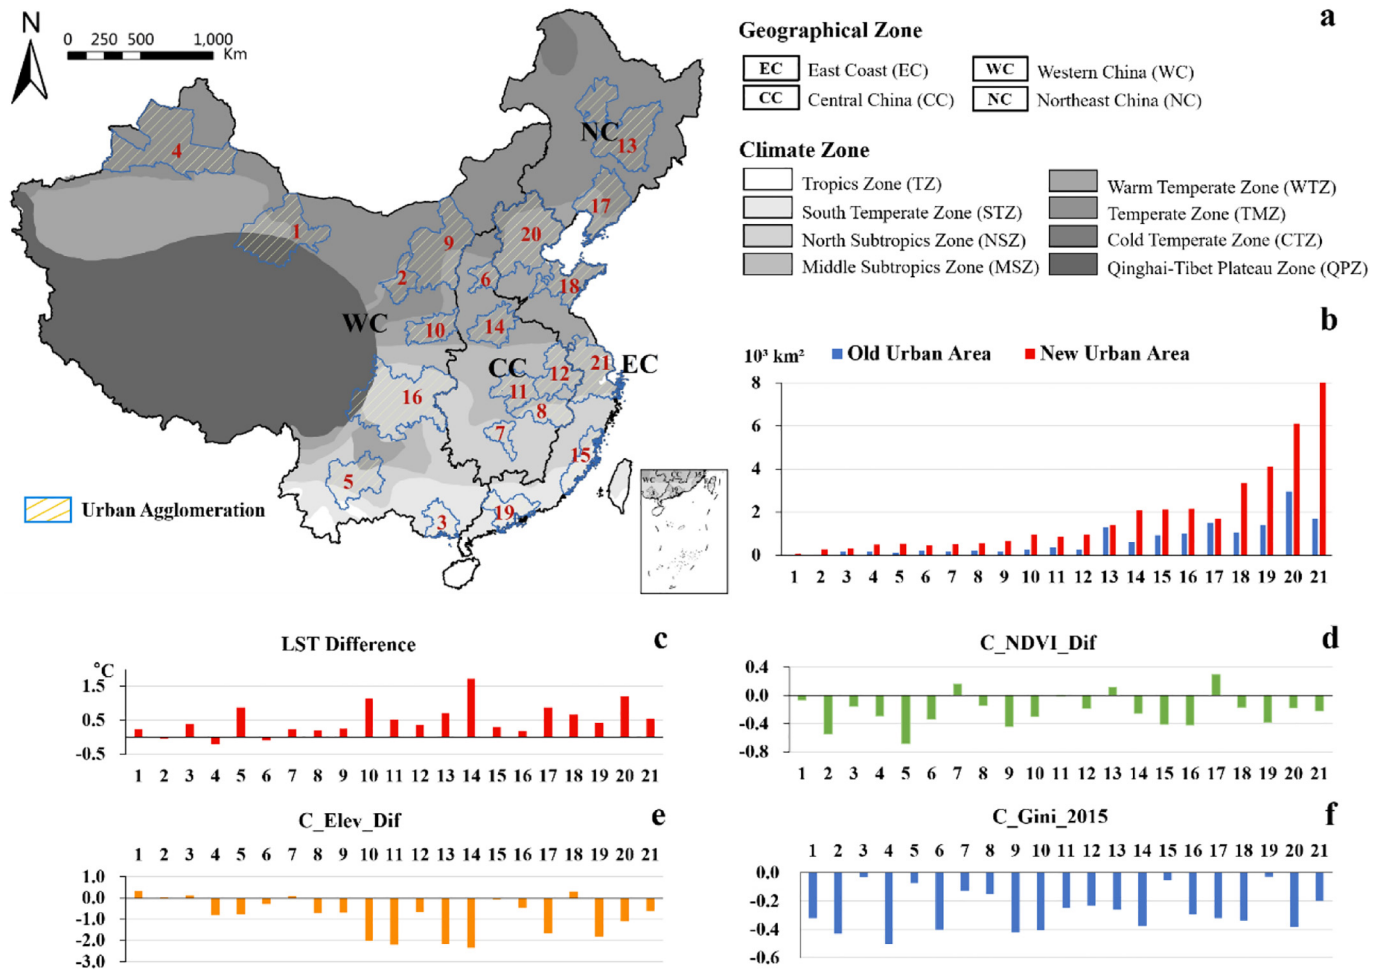 a
N
0 250 500 1,000
Km
Geographical Zone
EC East Coast (EC)
WC Western China (WC)
CC Central China (CC)
NC Northeast China (NC)
Climate Zone
Tropics Zone (TZ)
South Temperate Zone (STZ)
North Subtropics Zone (NSZ)
Middle Subtropics Zone (MSZ)
Warm Temperate Zone (WTZ)
Temperate Zone (TMZ)
Cold Temperate Zone (CTZ)
Qinghai-Tibet Plateau Zone (QPZ)
NC
13
4
17
1
20
9
2
6
18
WC
10
14
CC
21
EC
12
16
11
8
7
15
5
3
19
Urban Agglomeration
b
10³ km² Old Urban Area New Urban Area
8
6
4
2
0
1 2 3 4 5 6 7 8 9 10 11 12 13 14 15 16 17 18 19 20 21
LST Difference
c
°C
1.5
0.5
-0.5
1 2 3 4 5 6 7 8 9 10 11 12 13 14 15 16 17 18 19 20 21
C_NDVI_Dif
d
0.4
0.0
-0.4
-0.8
1 2 3 4 5 6 7 8 9 10 11 12 13 14 15 16 17 18 19 20 21
C_Elev_Dif
e
1 2 3 4 5 6 7 8 9 10 11 12 13 14 15 16 17 18 19 20 21
1.0
0.0
-1.0
-2.0
-3.0
C_Gini_2015
f
1 2 3 4 5 6 7 8 9 10 11 12 13 14 15 16 17 18 19 20 21
0.0
-0.2
-0.4
-0.6